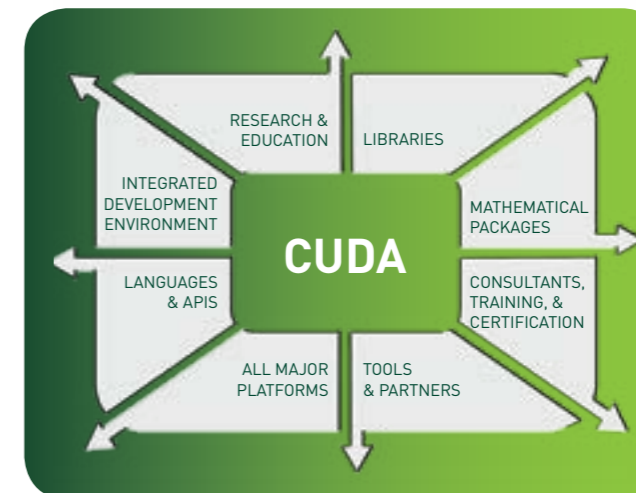 RESEARCH &
EDUCATION
LIBRARIES
INTEGRATED
DEVELOPMENT
ENVIRONMENT
MATHEMATICAL
PACKAGES
CUDA
LANGUAGES
& APIS
CONSULTANTS,
TRAINING, &
CERTIFICATION
ALL MAJOR
PLATFORMS
TOOLS
& PARTNERS